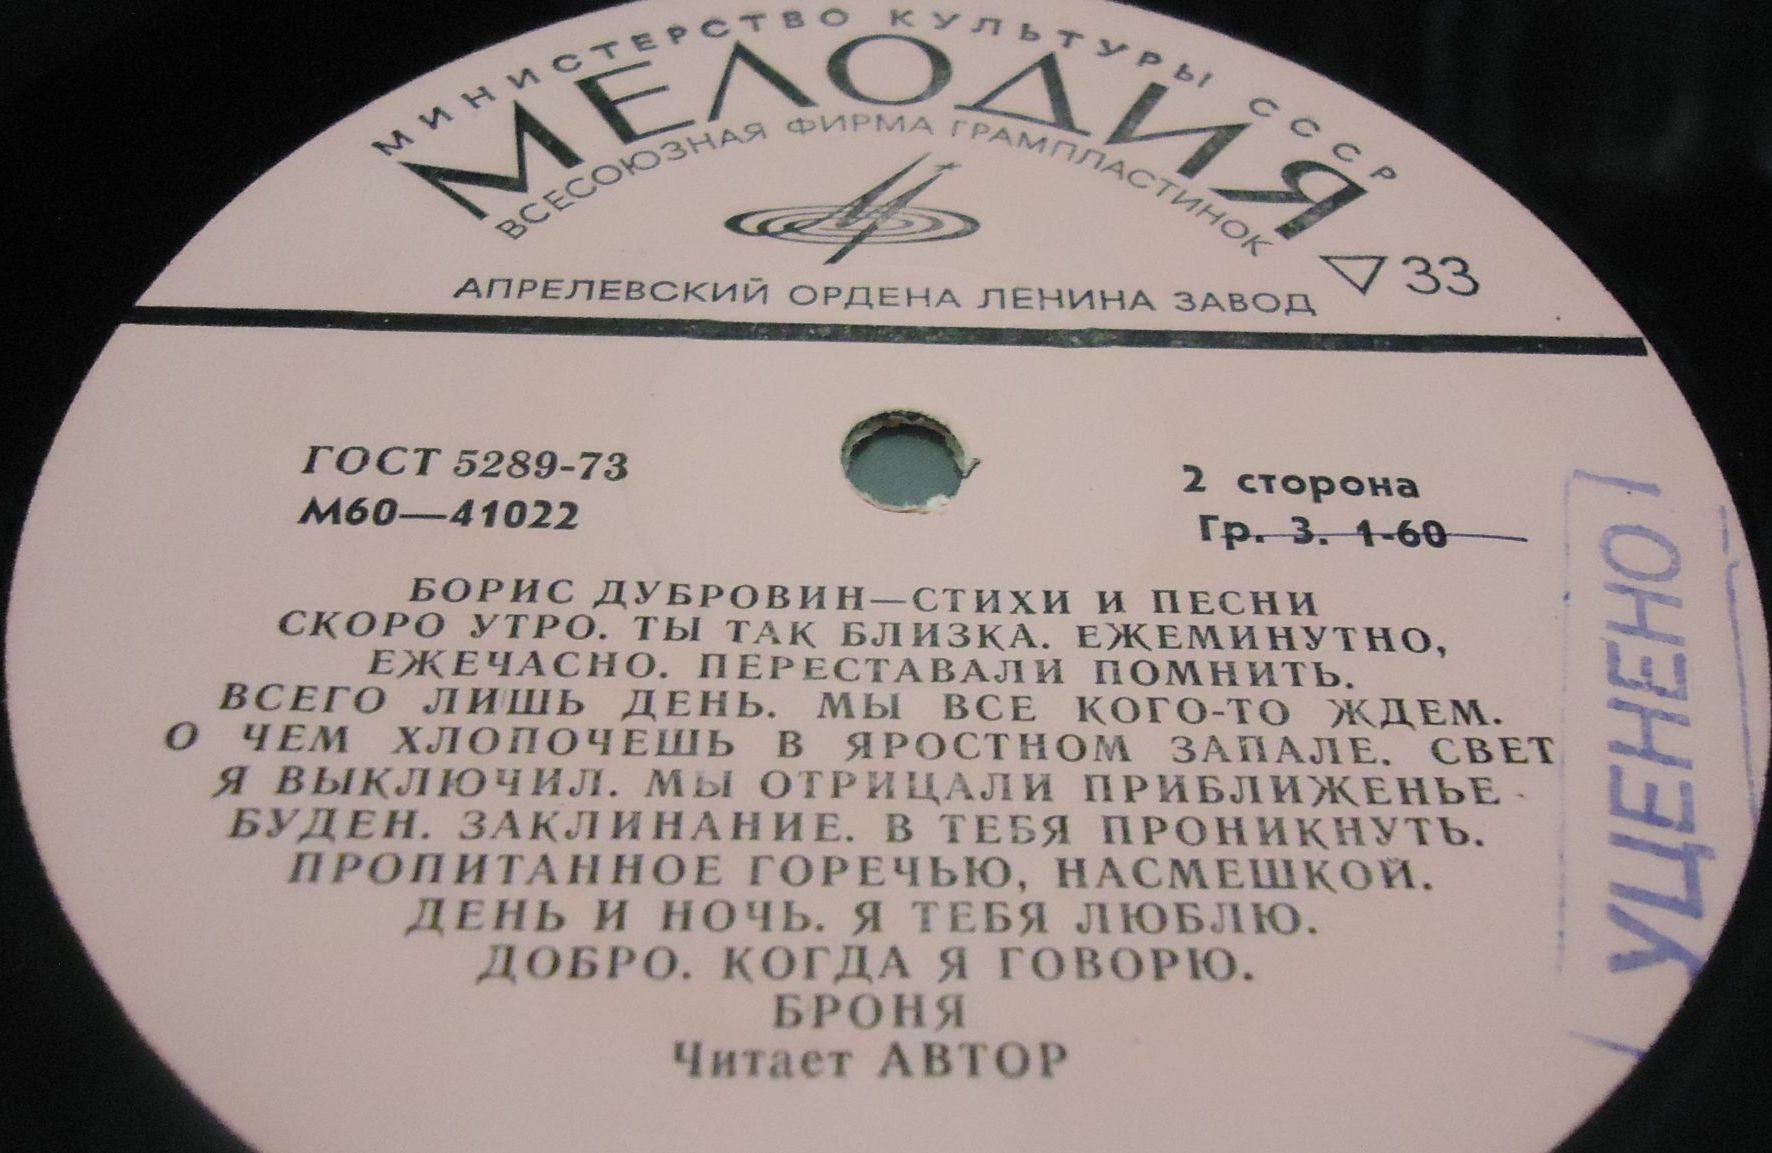 МИНИСТЕРСТВО КУЛЬТУРЫ СССР
МЕЛОДИЯ
ВСЕСОЮЗНАЯ ФИРМА ГРАМПЛАСТИНОК
33
АПРЕЛЕВСКИЙ ОРДЕНА ЛЕНИНА ЗАВОД
ГОСТ 5289-73
М60—41022
2 сторона
Гр. 3. 1-60
БОРИС ДУБРОВИН—СТИХИ И ПЕСНИ
СКОРО УТРО. ТЫ ТАК БЛИЗКА. ЕЖЕМИНУТНО,
ЕЖЕЧАСНО. ПЕРЕСТАВАЛИ ПОМНИТЬ.
ВСЕГО ЛИШЬ ДЕНЬ. МЫ ВСЕ КОГО-ТО ЖДЕМ.
О ЧЕМ ХЛОПОЧЕШЬ В ЯРОСТНОМ ЗАПАЛЕ. СВЕТ
Я ВЫКЛЮЧИЛ. МЫ ОТРИЦАЛИ ПРИБЛИЖЕНЬЕ
БУДЕН. ЗАКЛИНАНИЕ. В ТЕБЯ ПРОНИКНУТЬ.
ПРОПИТАННОЕ ГОРЕЧЬЮ, НАСМЕШКОЙ.
ДЕНЬ И НОЧЬ. Я ТЕБЯ ЛЮБЛЮ.
ДОБРО. КОГДА Я ГОВОРЮ.
БРОНЯ
Читает АВТОР
УЦЕНЕНО